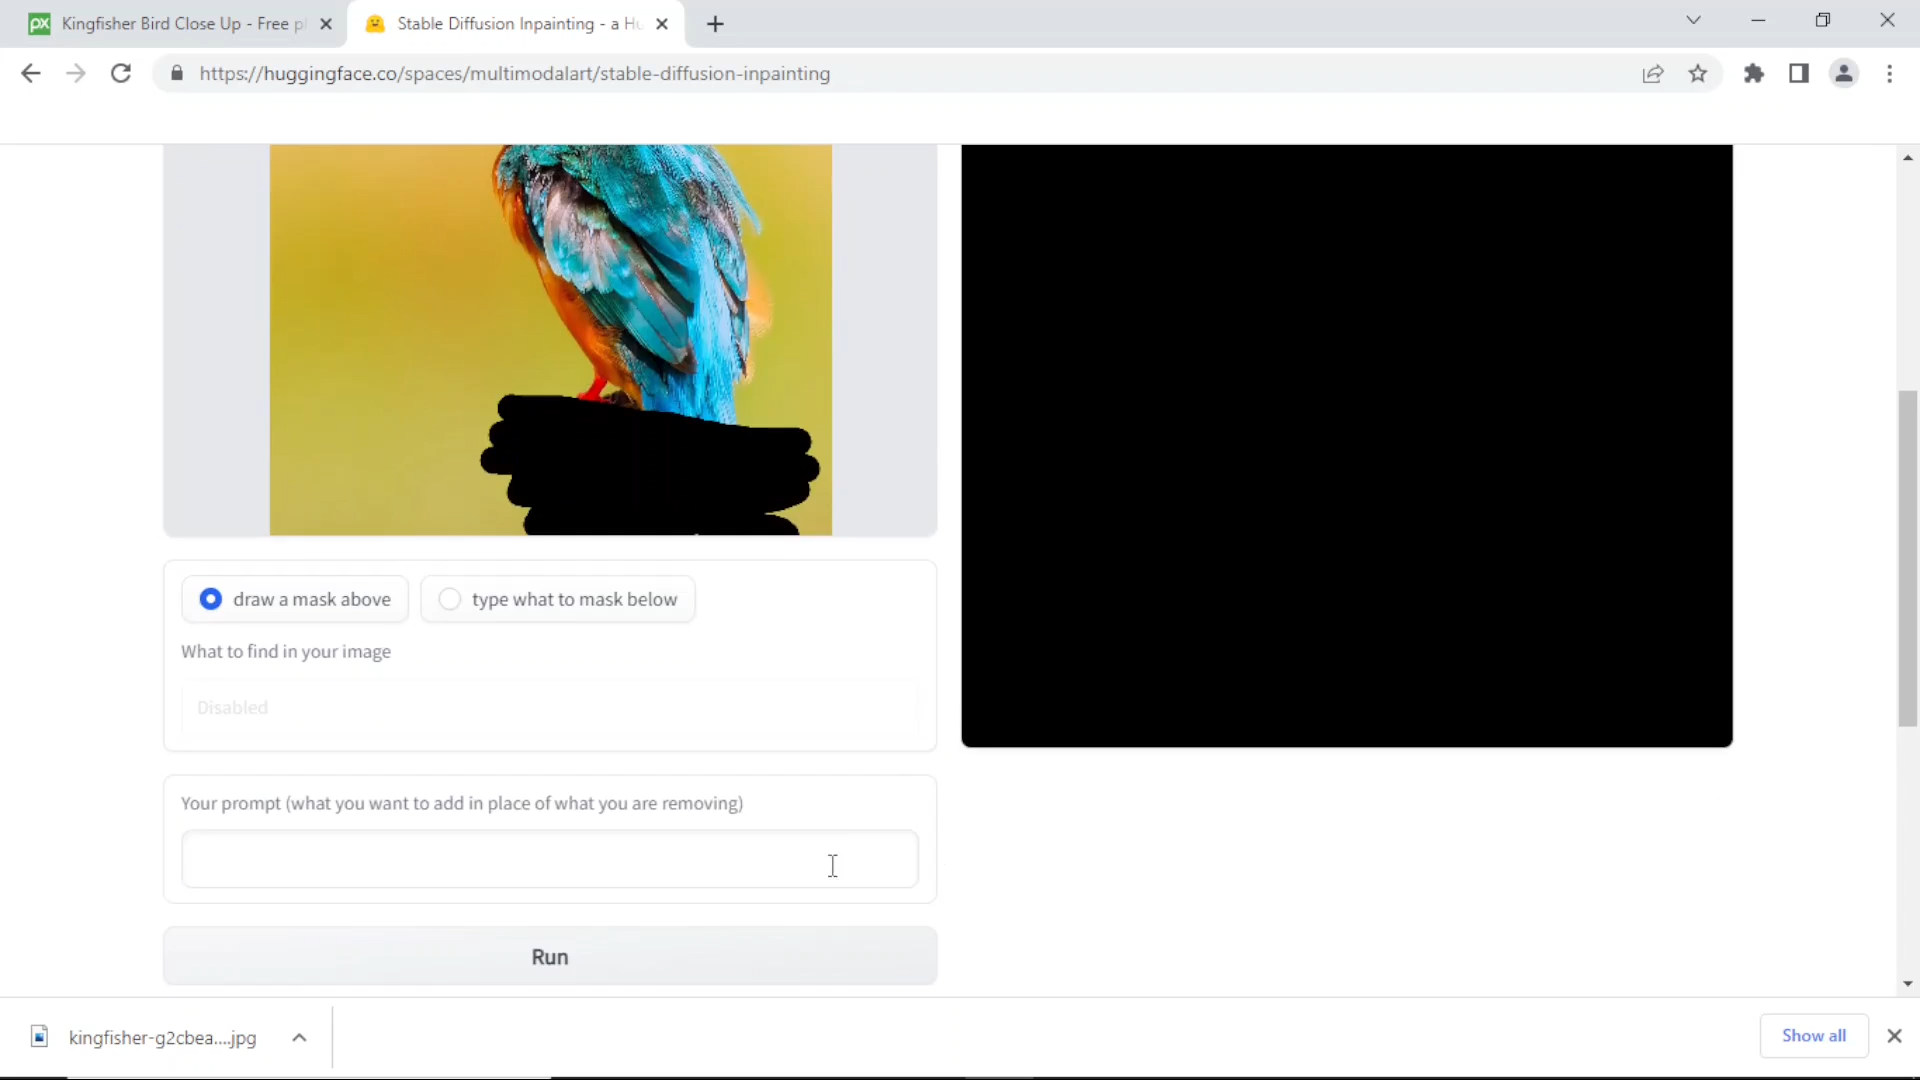 px Kingfisher Bird Close Up - Free p
Stable Diffusion Inpainting - a Hu
https://huggingface.co/spaces/multimodalart/stable-diffusion-inpainting
draw a mask above
type what to mask below
What to find in your image
Disabled
Your prompt (what you want to add in place of what you are removing)
Run
kingfisher-g2cbea....jpg
Show all